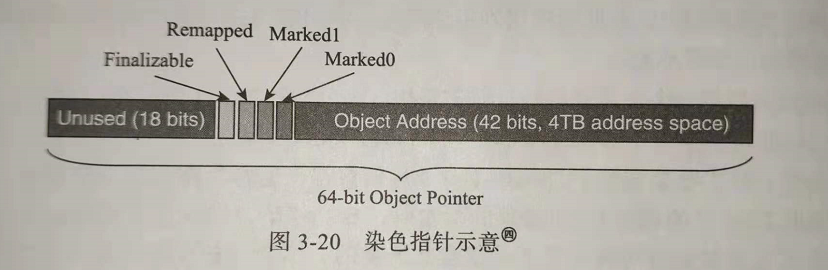 Remapped Marked1
Finalizable Marked0
Unused (18 bits) Object Address (42 bits, 4TB address space)
64-bit Object Pointer
图 3-20 染色指针示意㊃